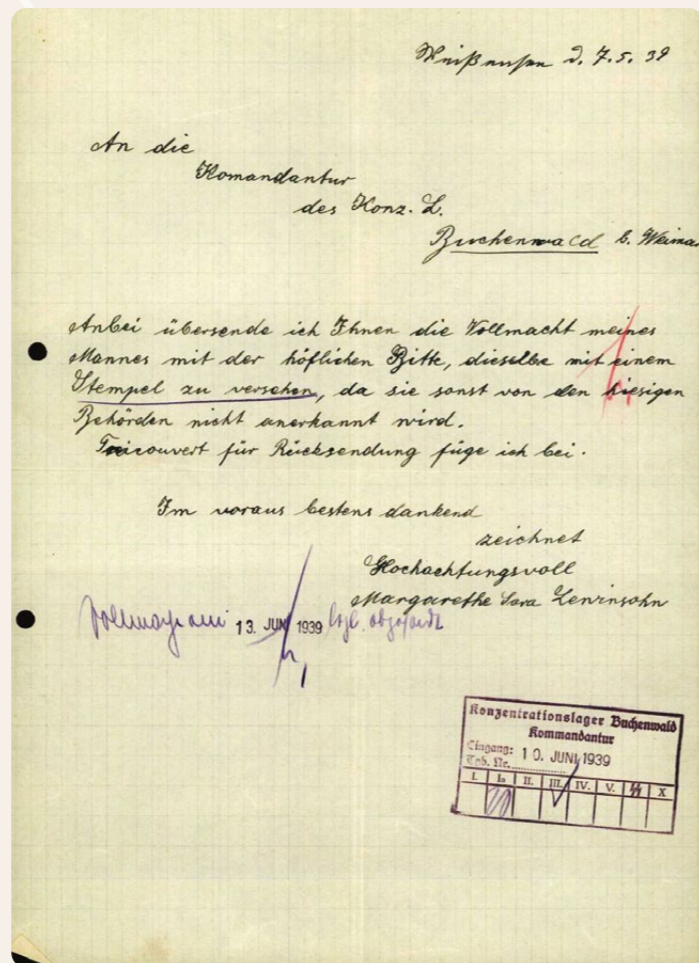 d. 7.5.39
An die
Komandantur
des Konz. L.
Buchenwald b. Weimar
Anbei übersende ich Ihnen die Vollmacht meines
Mannes mit der höflichen Bitte, dieselbe mit einem
Stempel zu versehen, da sie sonst von den hiesigen
Behörden nicht anerkannt wird.
Freicouvert für Rücksendung füge ich bei.
Im voraus bestens dankend
zeichnet
Hochachtungsvoll
Margarethe Sara
13. JUNI 1939
Konzentrationslager Buchenwald
Kommandantur
Eingang: 10. JUNI 1939
Tgb. Nr.
I. Ia II. III. IV. V. ᛋᛋ X